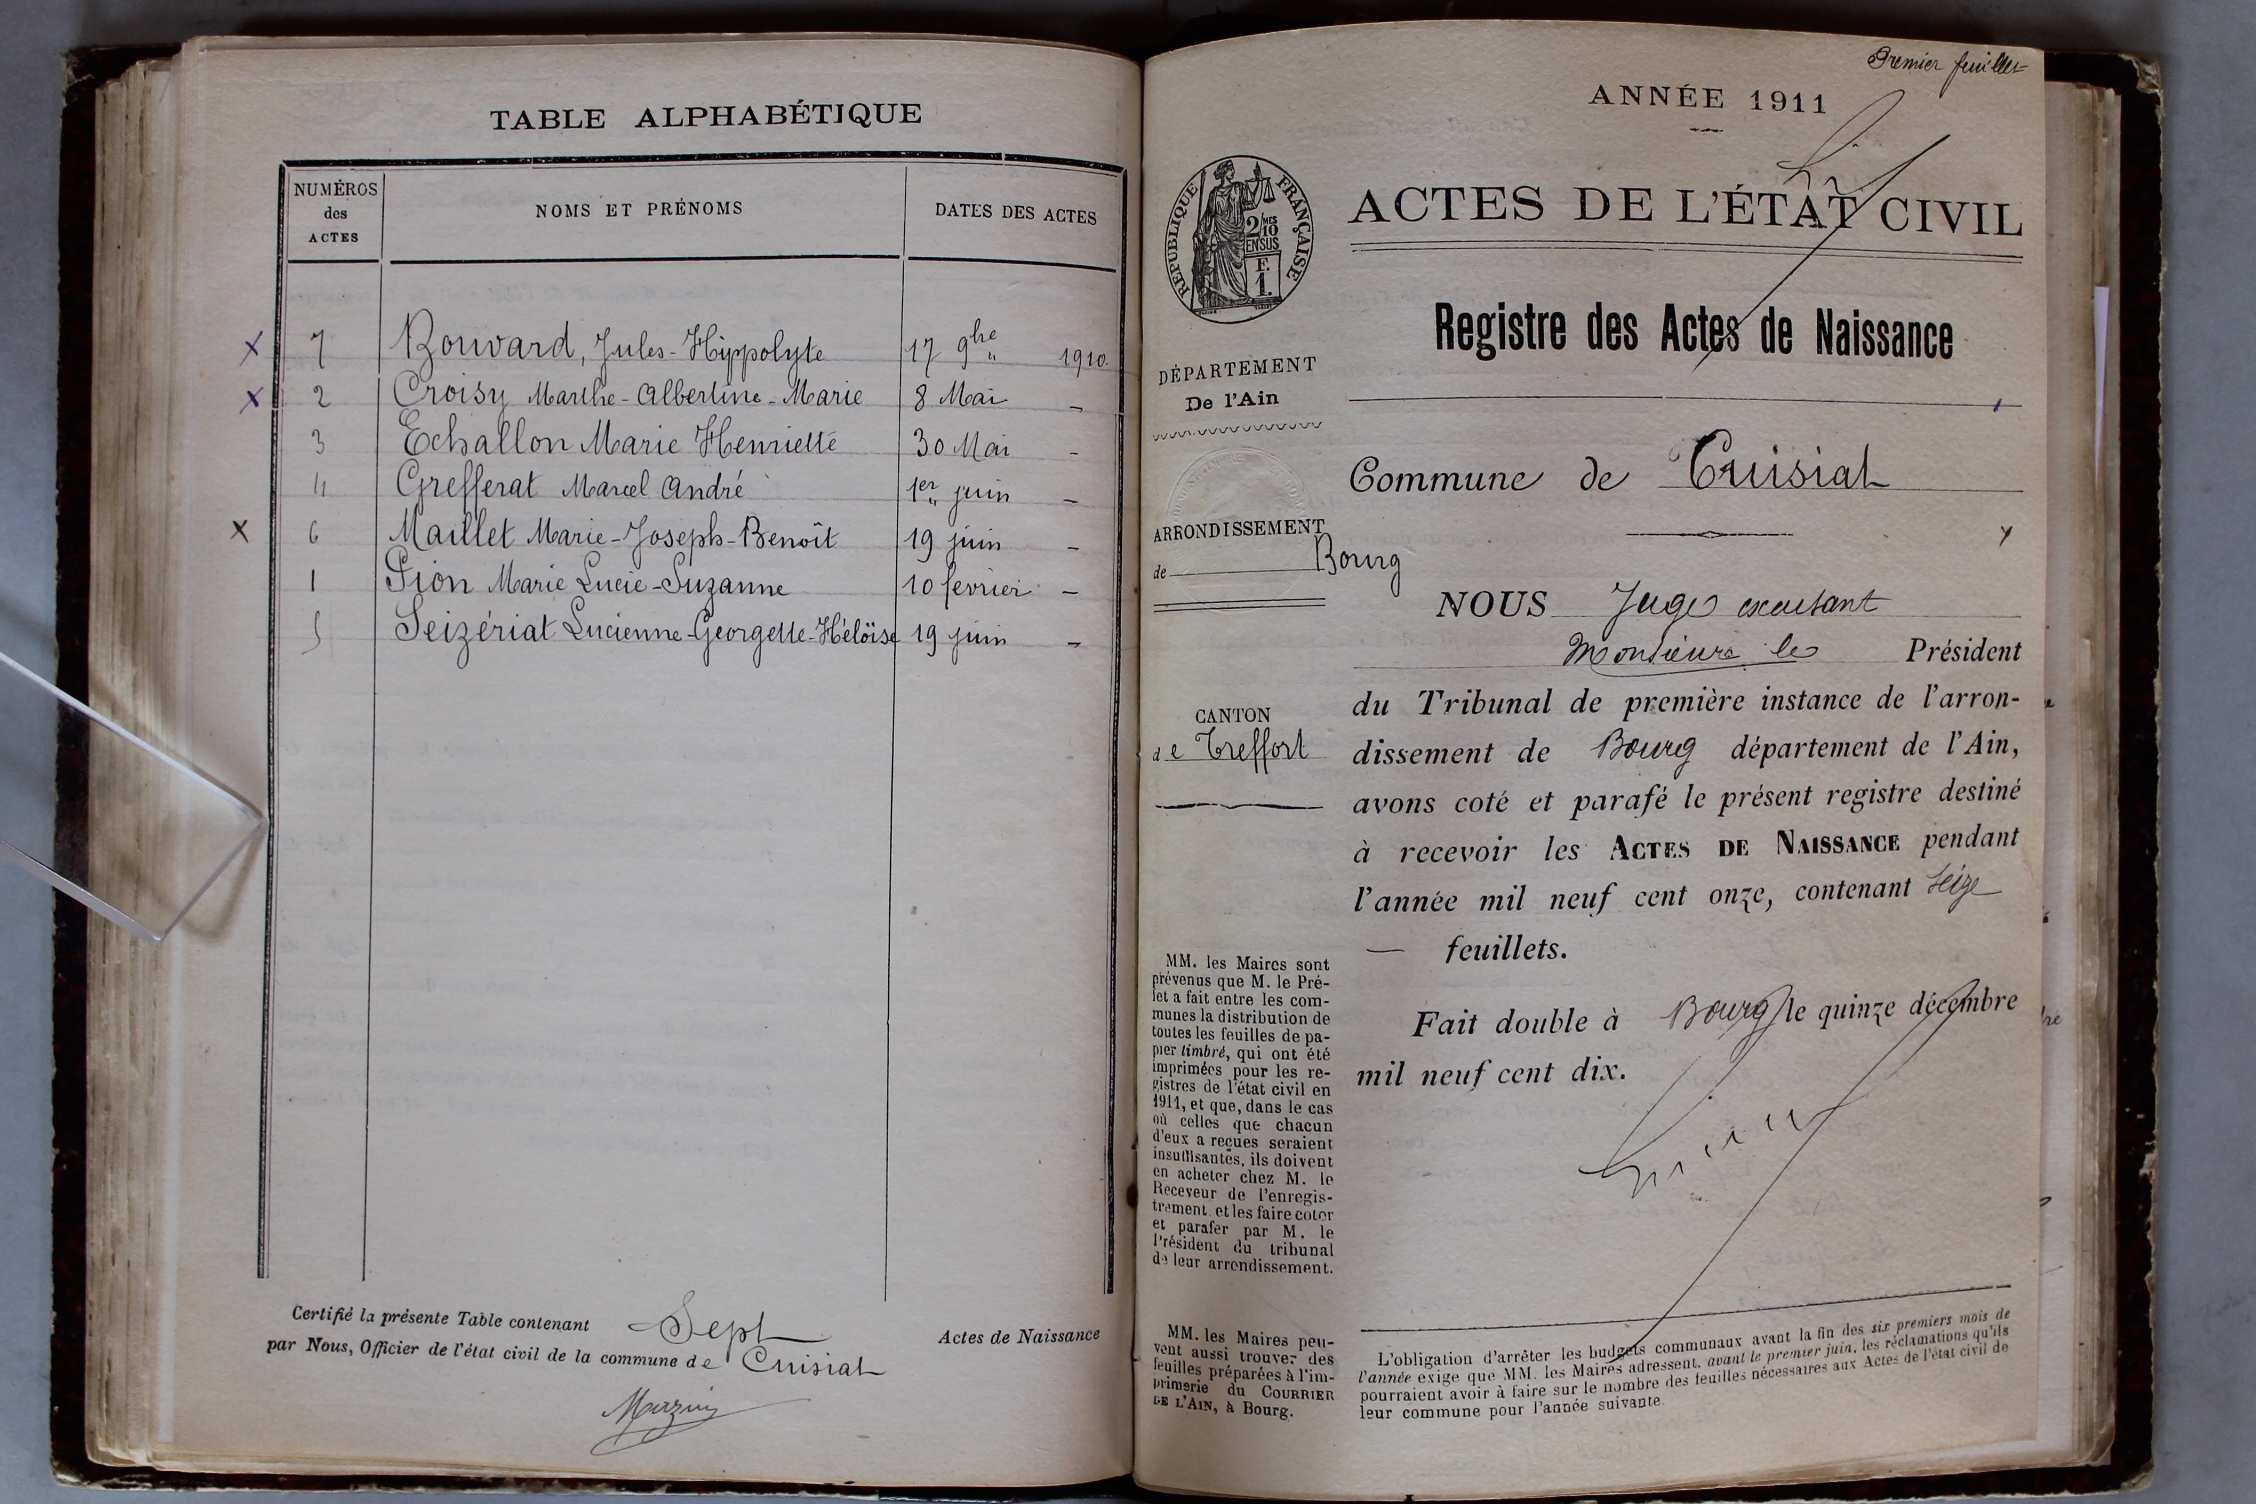 TABLE ALPHABÉTIQUE
NUMÉROS des ACTES
NOMS ET PRÉNOMS
DATES DES ACTES
x 7 Bouvard, Jules-Hippolyte 17 9bre 1910.
x 2 Croisy Marthe-Albertine-Marie 8 Mai -
3 Echallon Marie Henriette 30 Mai -
4 Grefferat Marcel André 1er juin -
x 6 Maillet Marie-Joseph-Benoît 19 juin -
1 Pion Marie Lucie-Suzanne 10 fevrier -
5 Seizériat Lucienne-Georgette-Héloïse 19 juin -
Certifié la présente Table contenant Sept Actes de Naissance
par Nous, Officier de l'état civil de la commune de Cuisiat
Premier feuillet
ANNÉE 1911
ACTES DE L'ÉTAT CIVIL
Registre des Actes de Naissance
RÉPUBLIQUE FRANÇAISE
2/10 MES
EN SUS
F.
1.
DÉPARTEMENT
De l'Ain
ARRONDISSEMENT
de Bourg
CANTON
de Treffort
MM. les Maires sont
prévenus que M. le Pré-
fet a fait entre les com-
munes la distribution de
toutes les feuilles de pa-
pier timbré, qui ont été
imprimées pour les re-
gistres de l'état civil en
1911, et que, dans le cas
où celles que chacun
d'eux a reçues seraient
insuffisantes, ils doivent
en acheter chez M. le
Receveur de l'enregis-
trement et les faire coter
et parafer par M. le
Président du tribunal
de leur arrondissement.
MM. les Maires peu-
vent aussi trouver des
feuilles préparées à l'im-
primerie du COURRIER
DE L'AIN, à Bourg.
Commune de Cuisiat
NOUS Juge excusant
Monsieur le Président
du Tribunal de première instance de l'arron-
dissement de Bourg département de l'Ain,
avons coté et parafé le présent registre destiné
à recevoir les ACTES DE NAISSANCE pendant
l'année mil neuf cent onze, contenant seize
— feuillets.
Fait double à Bourg le quinze décembre
mil neuf cent dix.
L'obligation d'arrêter les budgets communaux avant la fin des six premiers mois de
l'année exige que MM. les Maires adressent, avant le premier juin, les réclamations qu'ils
pourraient avoir à faire sur le nombre des feuilles nécessaires aux Actes de l'état civil de
leur commune pour l'année suivante.